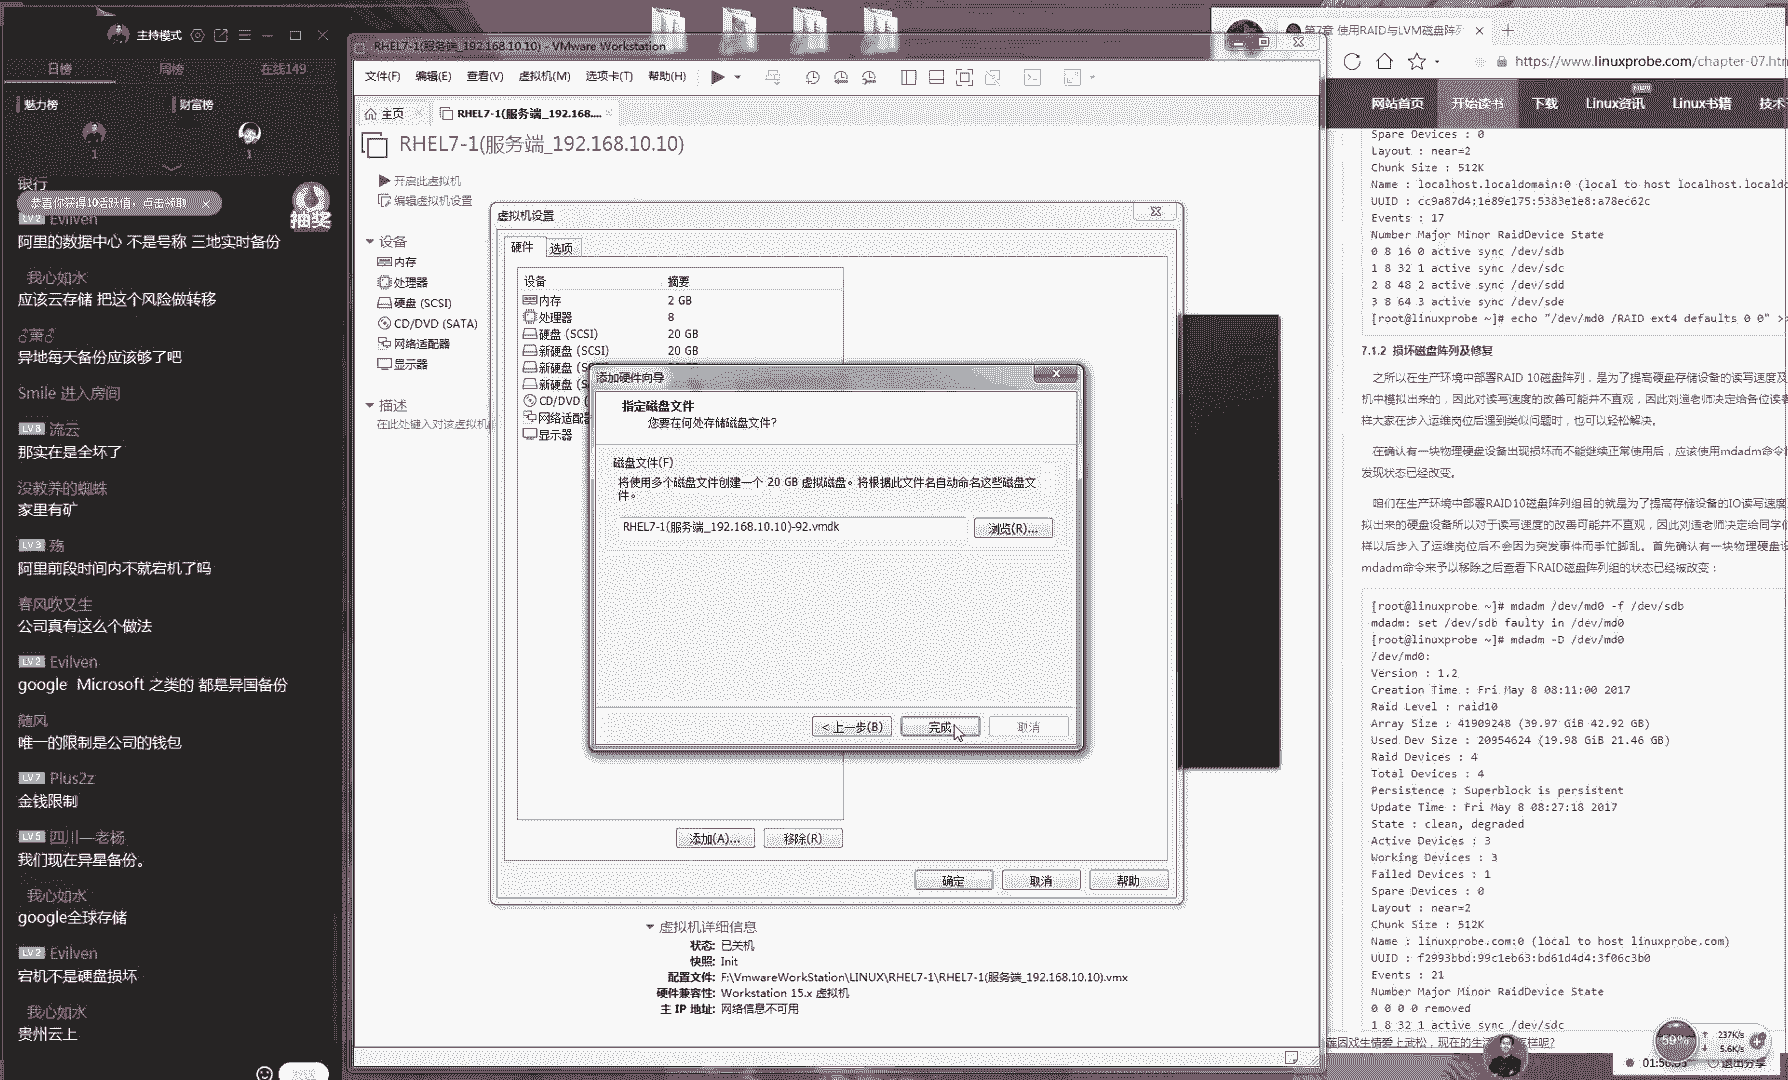 主持模式
日榜
周榜
在线149
魅力榜
财富榜
1
1
银行
恭喜你获得10活跃值，点击领取
抽奖
LV2 Evilven
阿里的数据中心 不是号称 三地实时备份
我心如水
应该云存储 把这个风险做转移
♂萧♂
异地每天备份应该够了吧
Smile 进入房间
LV8 流云
那实在是全坏了
没教养的蜘蛛
家里有矿
LV3 殇
阿里前段时间内不就宕机了吗
春风吹又生
公司真有这么个做法
LV2 Evilven
google Microsoft 之类的 都是异国备份
随风
唯一的限制是公司的钱包
LV7 Plus2z
金钱限制
LV5 四川—老杨
我们现在异星备份。
我心如水
google全球存储
LV2 Evilven
宕机不是硬盘损坏
我心如水
贵州云上
发送
RHEL7-1(服务端_192.168.10.10) - VMware Workstation
文件(F) 编辑(E) 查看(V) 虚拟机(M) 选项卡(T) 帮助(H)
主页
RHEL7-1(服务端_192.168....
RHEL7-1(服务端_192.168.10.10)
开启此虚拟机
编辑虚拟机设置
设备
内存
处理器
硬盘 (SCSI)
CD/DVD (SATA)
网络适配器
显示器
描述
在此处键入对该虚拟机
虚拟机设置
硬件 选项
设备 摘要
内存 2 GB
处理器 8
硬盘 (SCSI) 20 GB
新硬盘 (SCSI) 20 GB
新硬盘 (S
新硬盘 (S
CD/DVD (
网络适配器
显示器
添加硬件向导
指定磁盘文件
您要在何处存储磁盘文件?
磁盘文件(F)
将使用多个磁盘文件创建一个 20 GB 虚拟磁盘。将根据此文件名自动命名这些磁盘文
件。
RHEL7-1(服务端_192.168.10.10)-92.vmdk
浏览(R)...
< 上一步(B) 完成 取消
添加(A)... 移除(R)
确定 取消 帮助
虚拟机详细信息
状态: 已关机
快照: Init
配置文件: F:\VmwareWorkStation\LINUX\RHEL7-1\RHEL7-1(服务端_192.168.10.10).vmx
硬件兼容性: Workstation 15.x 虚拟机
主 IP 地址: 网络信息不可用
第7章 使用RAID与LVM磁盘阵列
https://www.linuxprobe.com/chapter-07.htm
网站首页 开始读书 下载 Linux资讯 Linux书籍 技术
Spare Devices : 0
Layout : near=2
Chunk Size : 512K
Name : localhost.localdomain:0 (local to host localhost.localdo
UUID : cc9a87d4:1e89e175:5383e1e8:a78ec62c
Events : 17
Number Major Minor RaidDevice State
0 8 16 0 active sync /dev/sdb
1 8 32 1 active sync /dev/sdc
2 8 48 2 active sync /dev/sdd
3 8 64 3 active sync /dev/sde
[root@linuxprobe ~]# echo "/dev/md0 /RAID ext4 defaults 0 0" >>
7.1.2 损坏磁盘阵列及修复
之所以在生产环境中部署RAID 10磁盘阵列，是为了提高硬盘存储设备的读写速度及
机中模拟出来的，因此对读写速度的改善可能并不直观，因此刘遄老师决定给各位读者
样大家在步入运维岗位后遇到类似问题时，也可以轻松解决。
在确认有一块物理硬盘设备出现损坏而不能继续正常使用后，应该使用mdadm命令
发现状态已经改变。
咱们在生产环境中部署RAID10磁盘阵列组目的就是为了提高存储设备的IO读写速度
拟出来的硬盘设备所以对于读写速度的改善可能并不直观，因此刘遄老师决定给同学们
样以后步入了运维岗位后不会因为突发事件而手忙脚乱。首先确认有一块物理硬盘设
mdadm命令来予以移除之后查看下RAID磁盘阵列组的状态已经被改变：
[root@linuxprobe ~]# mdadm /dev/md0 -f /dev/sdb
mdadm: set /dev/sdb faulty in /dev/md0
[root@linuxprobe ~]# mdadm -D /dev/md0
/dev/md0:
Version : 1.2
Creation Time : Fri May 8 08:11:00 2017
Raid Level : raid10
Array Size : 41909248 (39.97 GiB 42.92 GB)
Used Dev Size : 20954624 (19.98 GiB 21.46 GB)
Raid Devices : 4
Total Devices : 4
Persistence : Superblock is persistent
Update Time : Fri May 8 08:27:18 2017
State : clean, degraded
Active Devices : 3
Working Devices : 3
Failed Devices : 1
Spare Devices : 0
Layout : near=2
Chunk Size : 512K
Name : linuxprobe.com:0 (local to host linuxprobe.com)
UUID : f2993bbd:99c1eb63:bd61d4d4:3f06c3b0
Events : 21
Number Major Minor RaidDevice State
0 0 0 0 removed
1 8 32 1 active sync /dev/sdc
因戏生情爱上武松，现在的生
样呢?
59%
237K/s
5.6K/s
退出分享